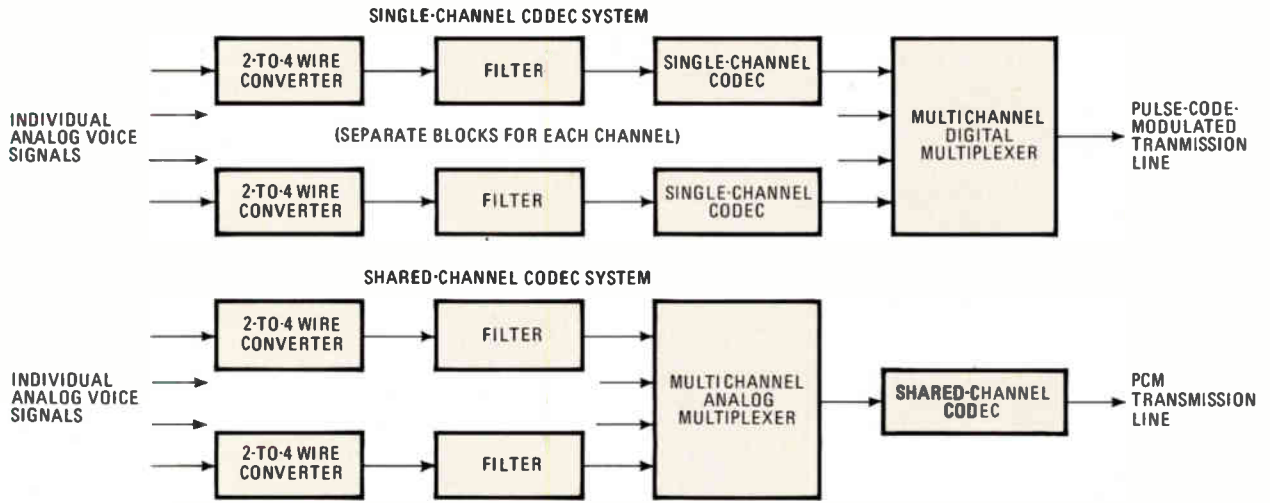 SINGLE-CHANNEL CODEC SYSTEM
2-TO-4 WIRE
CONVERTER
FILTER
SINGLE-CHANNEL
CODEC
INDIVIDUAL
ANALOG VOICE
SIGNALS
(SEPARATE BLOCKS FOR EACH CHANNEL)
MULTICHANNEL
DIGITAL
MULTIPLEXER
PULSE-CODE-
MODULATED
TRANMISSION
LINE
2-TO-4 WIRE
CONVERTER
FILTER
SINGLE-CHANNEL
CODEC
SHARED-CHANNEL CODEC SYSTEM
2-TO-4 WIRE
CONVERTER
FILTER
INDIVIDUAL
ANALOG VOICE
SIGNALS
MULTICHANNEL
ANALOG
MULTIPLEXER
SHARED-CHANNEL
CODEC
PCM
TRANSMISSION
LINE
2-TO-4 WIRE
CONVERTER
FILTER